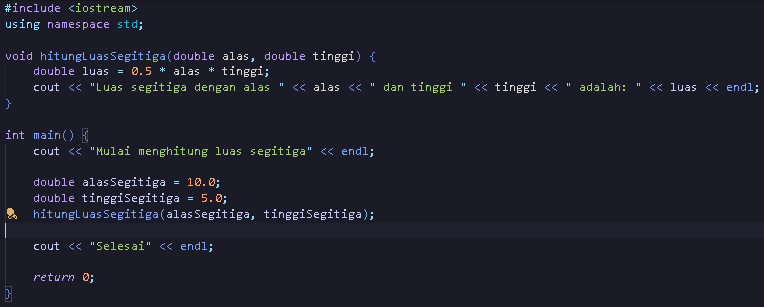 #include <iostream>
using namespace std;
void hitungLuasSegitiga(double alas, double tinggi) {
double luas = 0.5 * alas * tinggi;
cout << "Luas segitiga dengan alas " << alas << " dan tinggi " << tinggi << " adalah: " << luas << endl;
}
int main() {
cout << "Mulai menghitung luas segitiga" << endl;
double alasSegitiga = 10.0;
double tinggiSegitiga = 5.0;
hitungLuasSegitiga(alasSegitiga, tinggiSegitiga);
cout << "Selesai" << endl;
return 0;
}